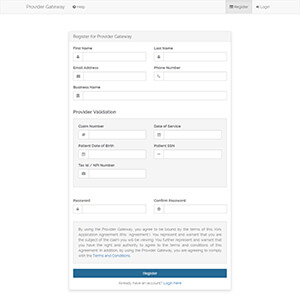 Provider Gateway
Help
Register
Login
Register for Provider Gateway
First Name
Last Name
Email Address
Phone Number
Business Name
Provider Validation
Claim Number
Date of Service
Patient Date of Birth
Patient SSN
Tax Id / NPI Number
Password
Confirm Password
By using the Provider Gateway, you agree to be bound by the terms of this Web
Application Agreement (this "Agreement"). You represent and warrant that you are
the subject of the claim you will be viewing. You further represent and warrant that
you have the right and authority to agree to the terms and conditions of this
agreement. In addition, by using the Provider Gateway, you are agreeing to comply
with the Terms and Conditions.
Register
Already have an account? Login Here